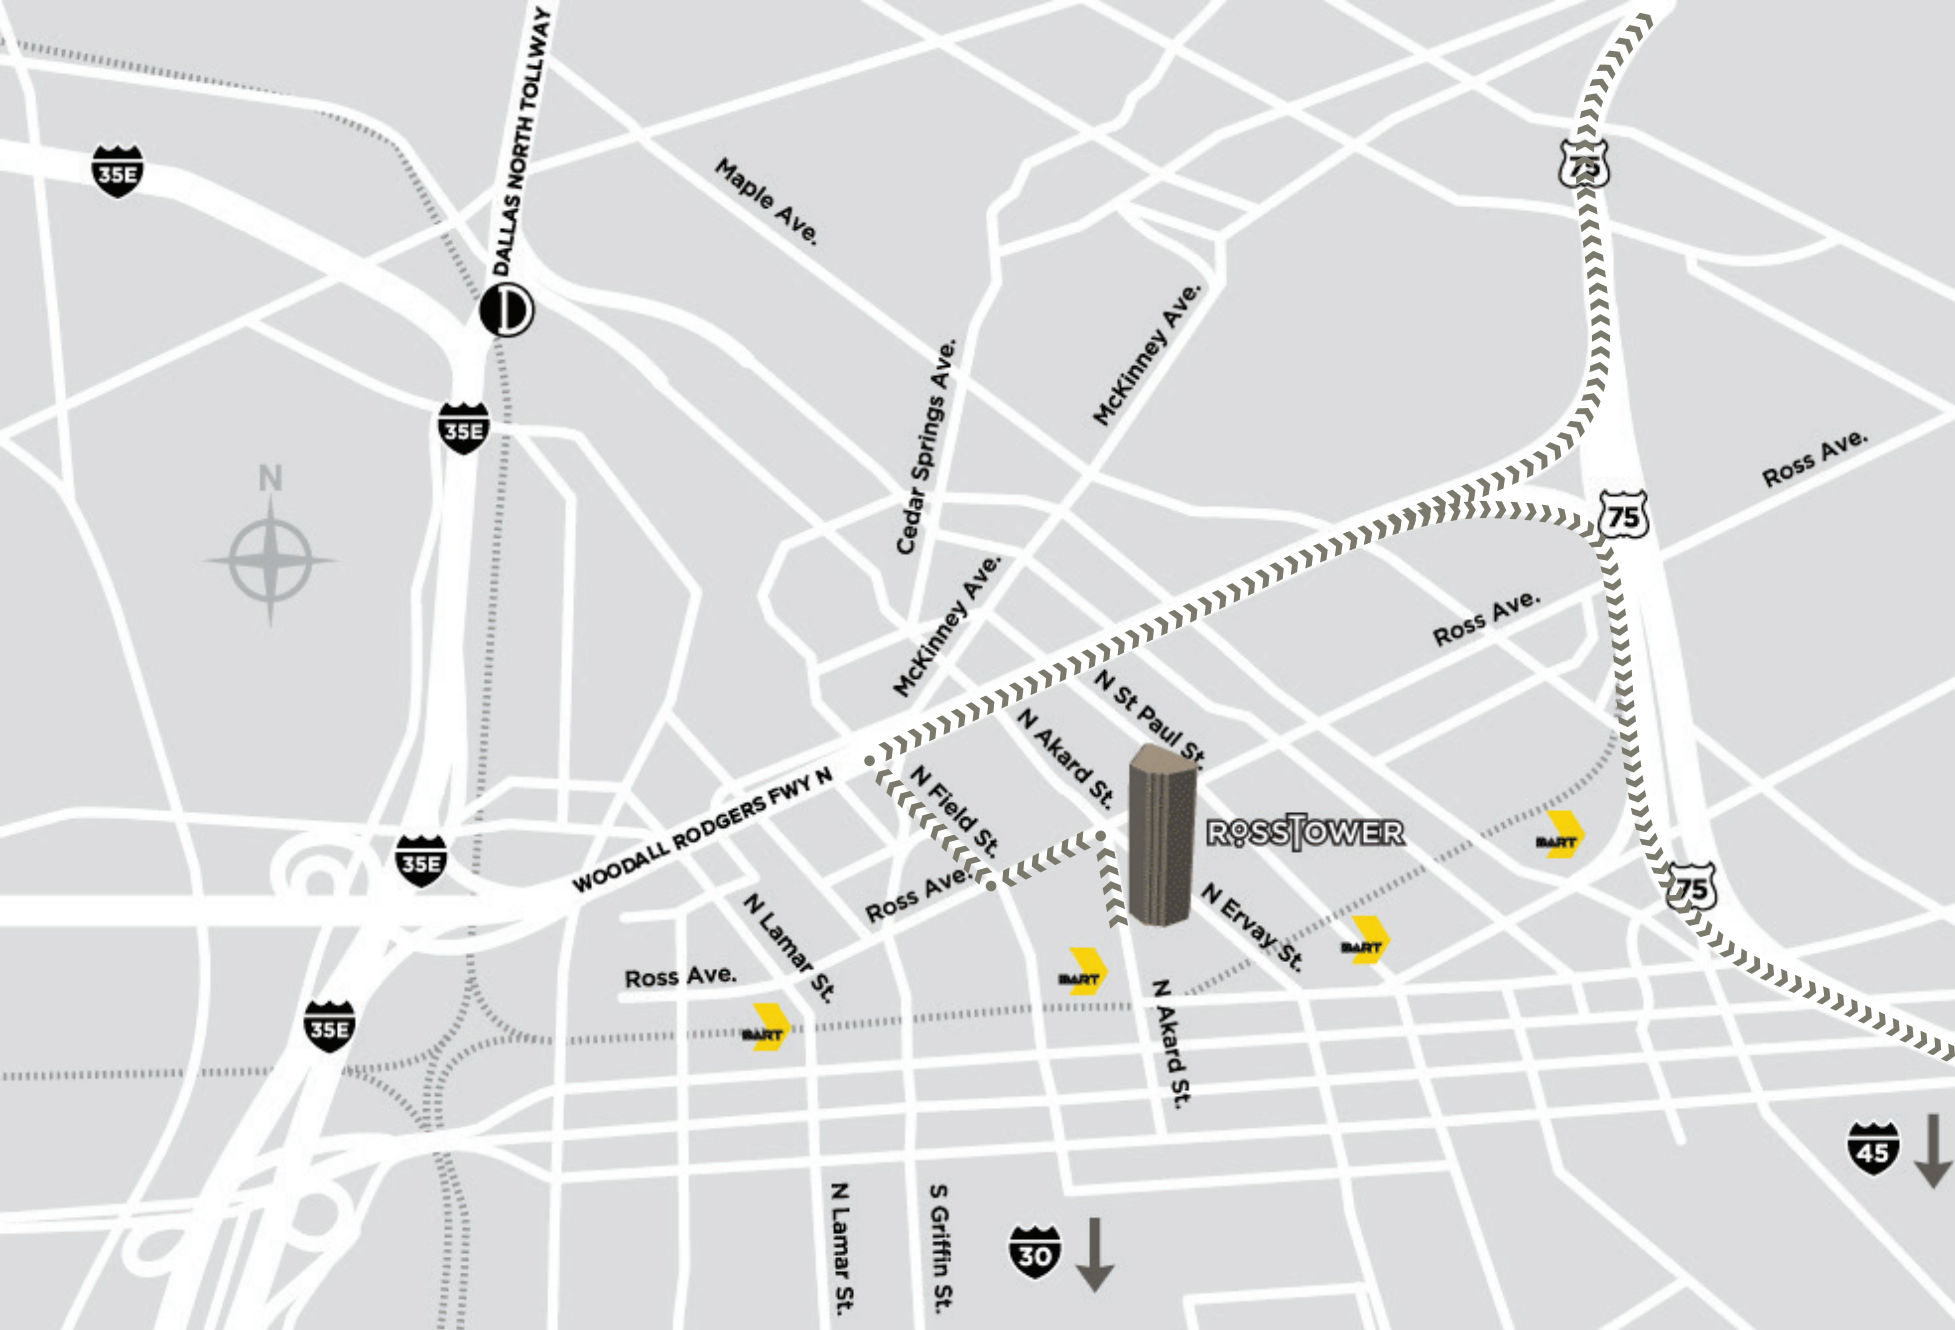 DALLAS NORTH TOLLWAY
35E
Maple Ave.
75
McKinney Ave.
Cedar Springs Ave.
35E
Ross Ave.
N
75
McKinney Ave.
Ross Ave.
N St Paul St.
N Akard St.
WOODALL RODGERS FWY N
N Field St.
ROSS TOWER
DART
35E
Ross Ave.
75
N Lamar St.
N Ervay St.
DART
Ross Ave.
DART
35E
DART
N Akard St.
45
N Lamar St.
S Griffin St.
30